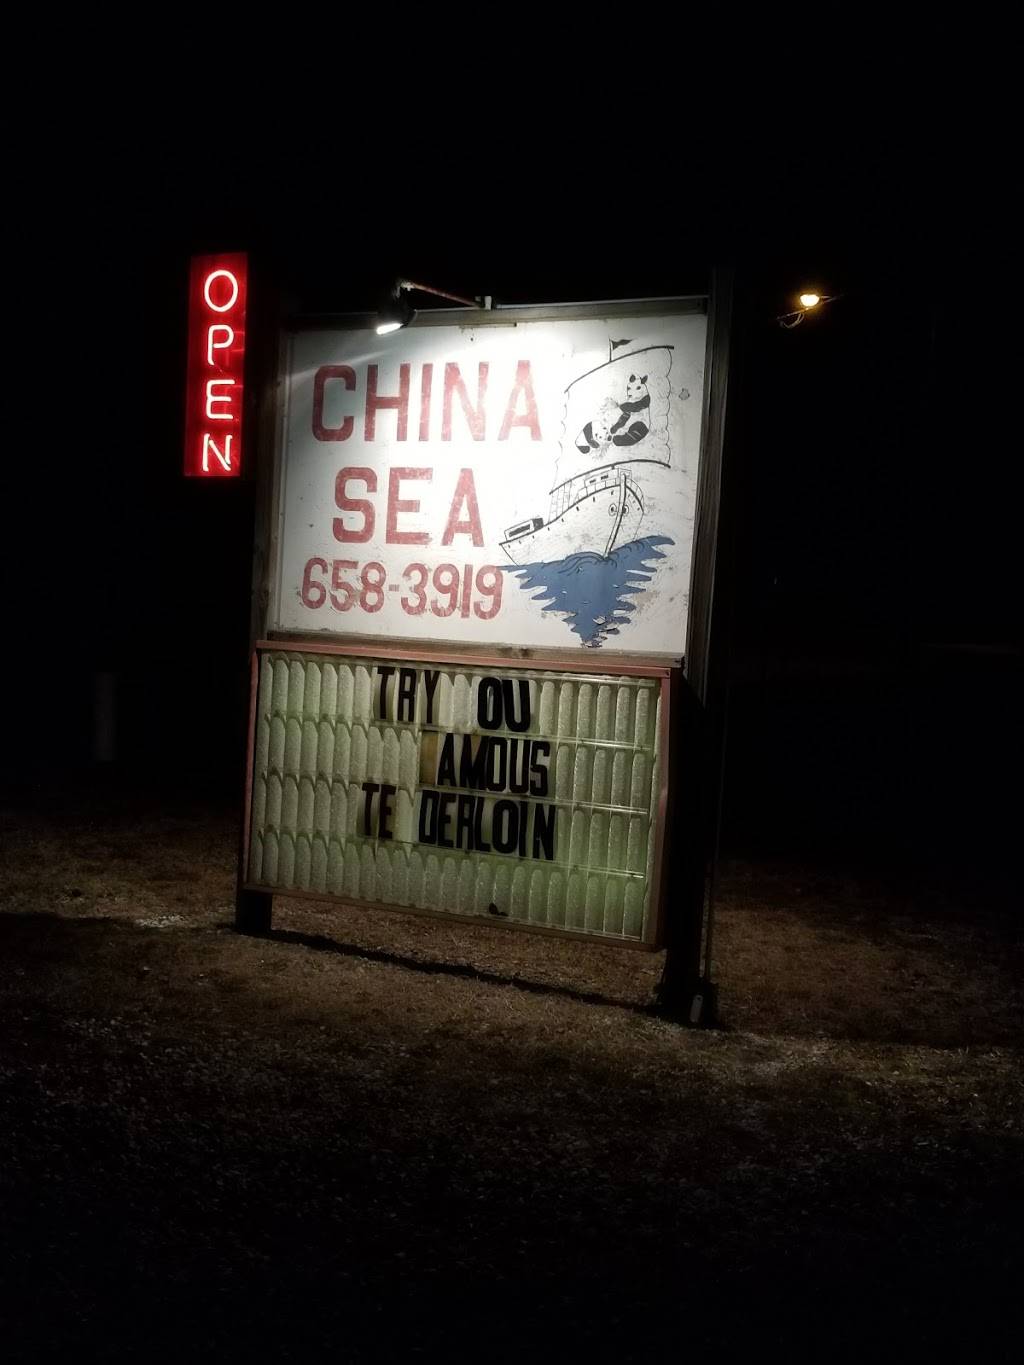 OPEN
CHINA
SEA
658-3919
TRY OU
AMOUS
TE DERLOIN